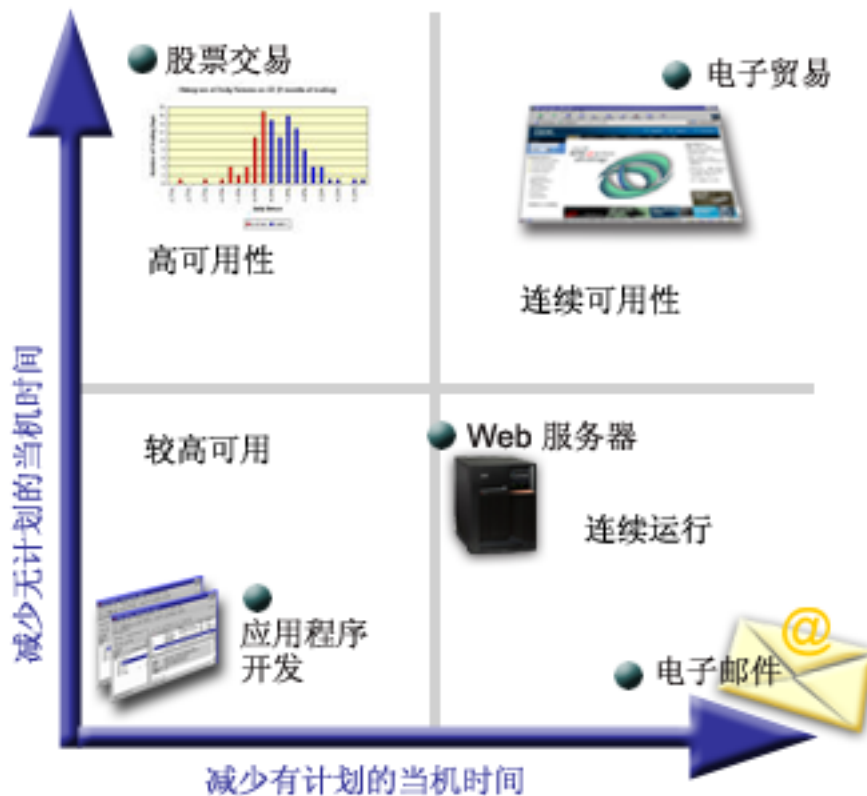 股票交易
电子贸易
高可用性
连续可用性
减少无计划的当机时间
较高可用
Web 服务器
连续运行
应用程序
开发
@
电子邮件
减少有计划的当机时间